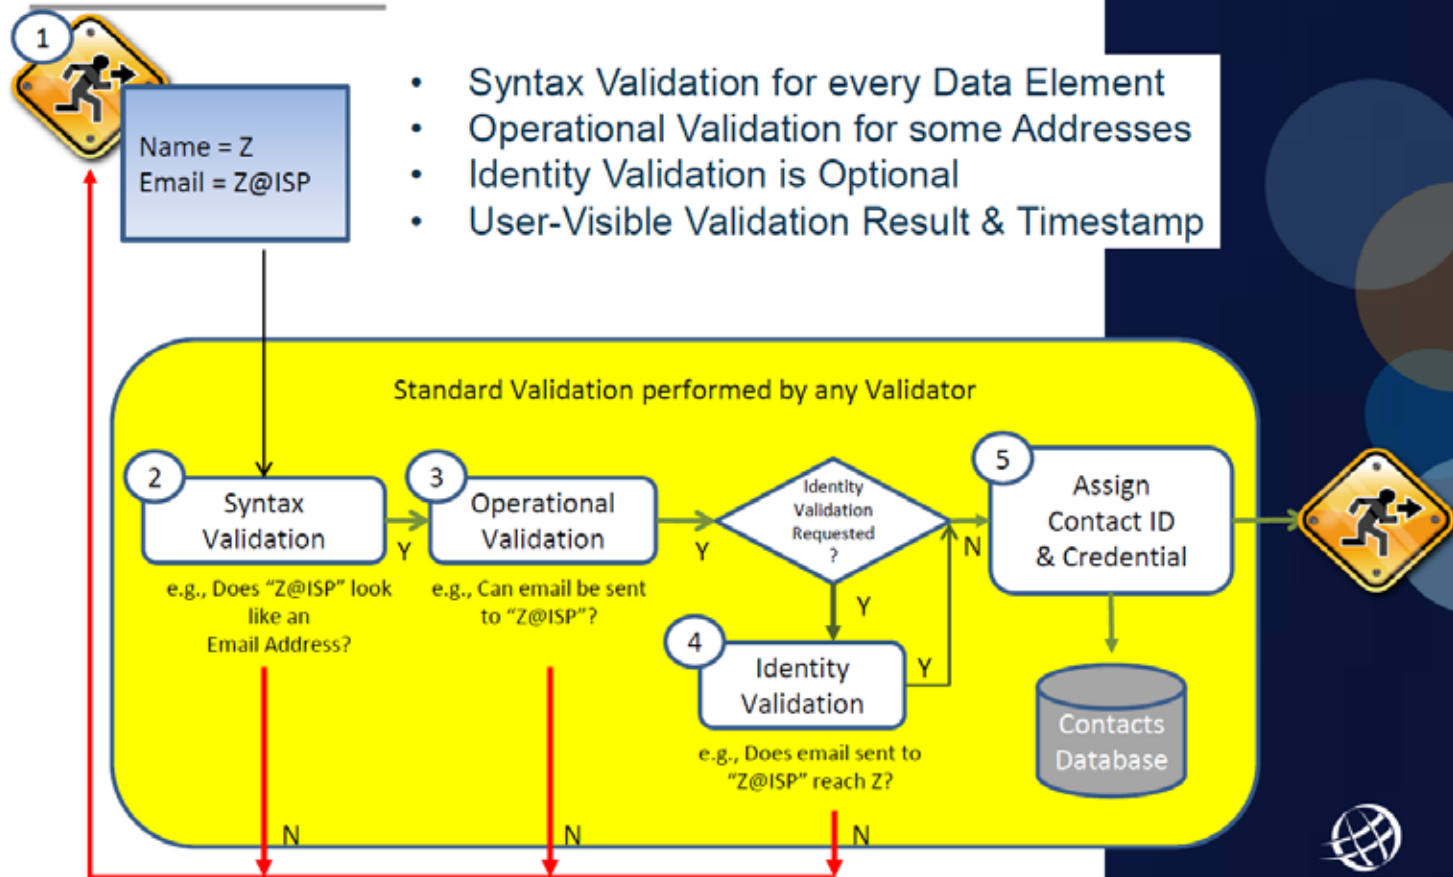 1
Name = Z
Email = Z@ISP
• Syntax Validation for every Data Element
• Operational Validation for some Addresses
• Identity Validation is Optional
• User-Visible Validation Result & Timestamp
Standard Validation performed by any Validator
2
Syntax
Validation
Y
e.g., Does “Z@ISP” look
like an
Email Address?
N
3
Operational
Validation
Y
e.g., Can email be sent
to “Z@ISP”?
N
Identity
Validation
Requested
?
N
Y
4
Identity
Validation
Y
e.g., Does email sent to
“Z@ISP” reach Z?
N
5
Assign
Contact ID
& Credential
Contacts
Database